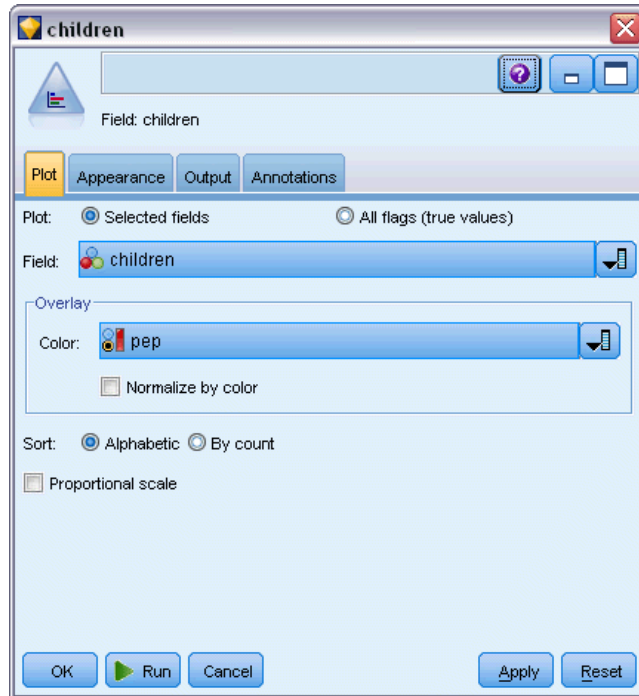 children
Field: children
Plot Appearance Output Annotations
Plot: Selected fields All flags (true values)
Field: children
Overlay
Color: pep
Normalize by color
Sort: Alphabetic By count
Proportional scale
OK Run Cancel Apply Reset